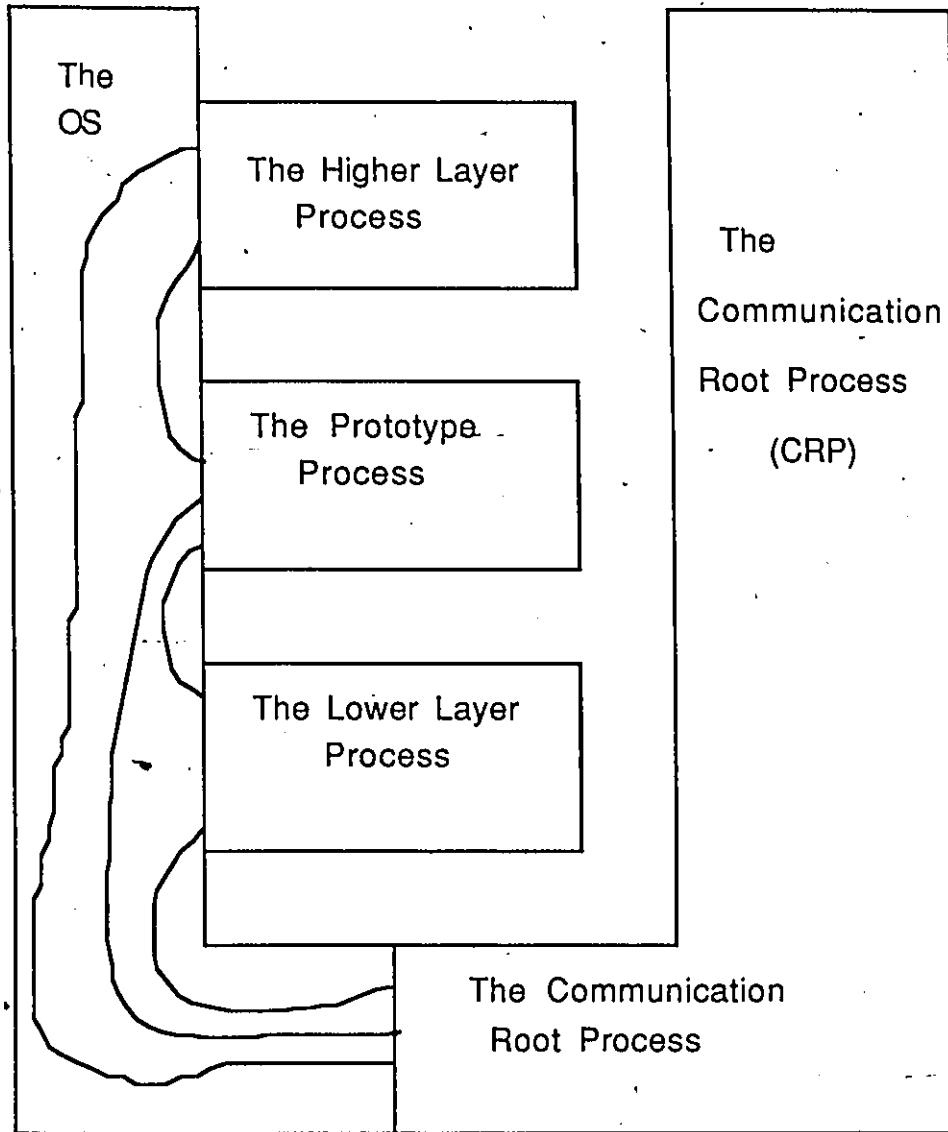 The
OS
The Higher Layer
Process
The Prototype
Process
The Lower Layer
Process
The
Communication
Root Process
(CRP)
The Communication
Root Process